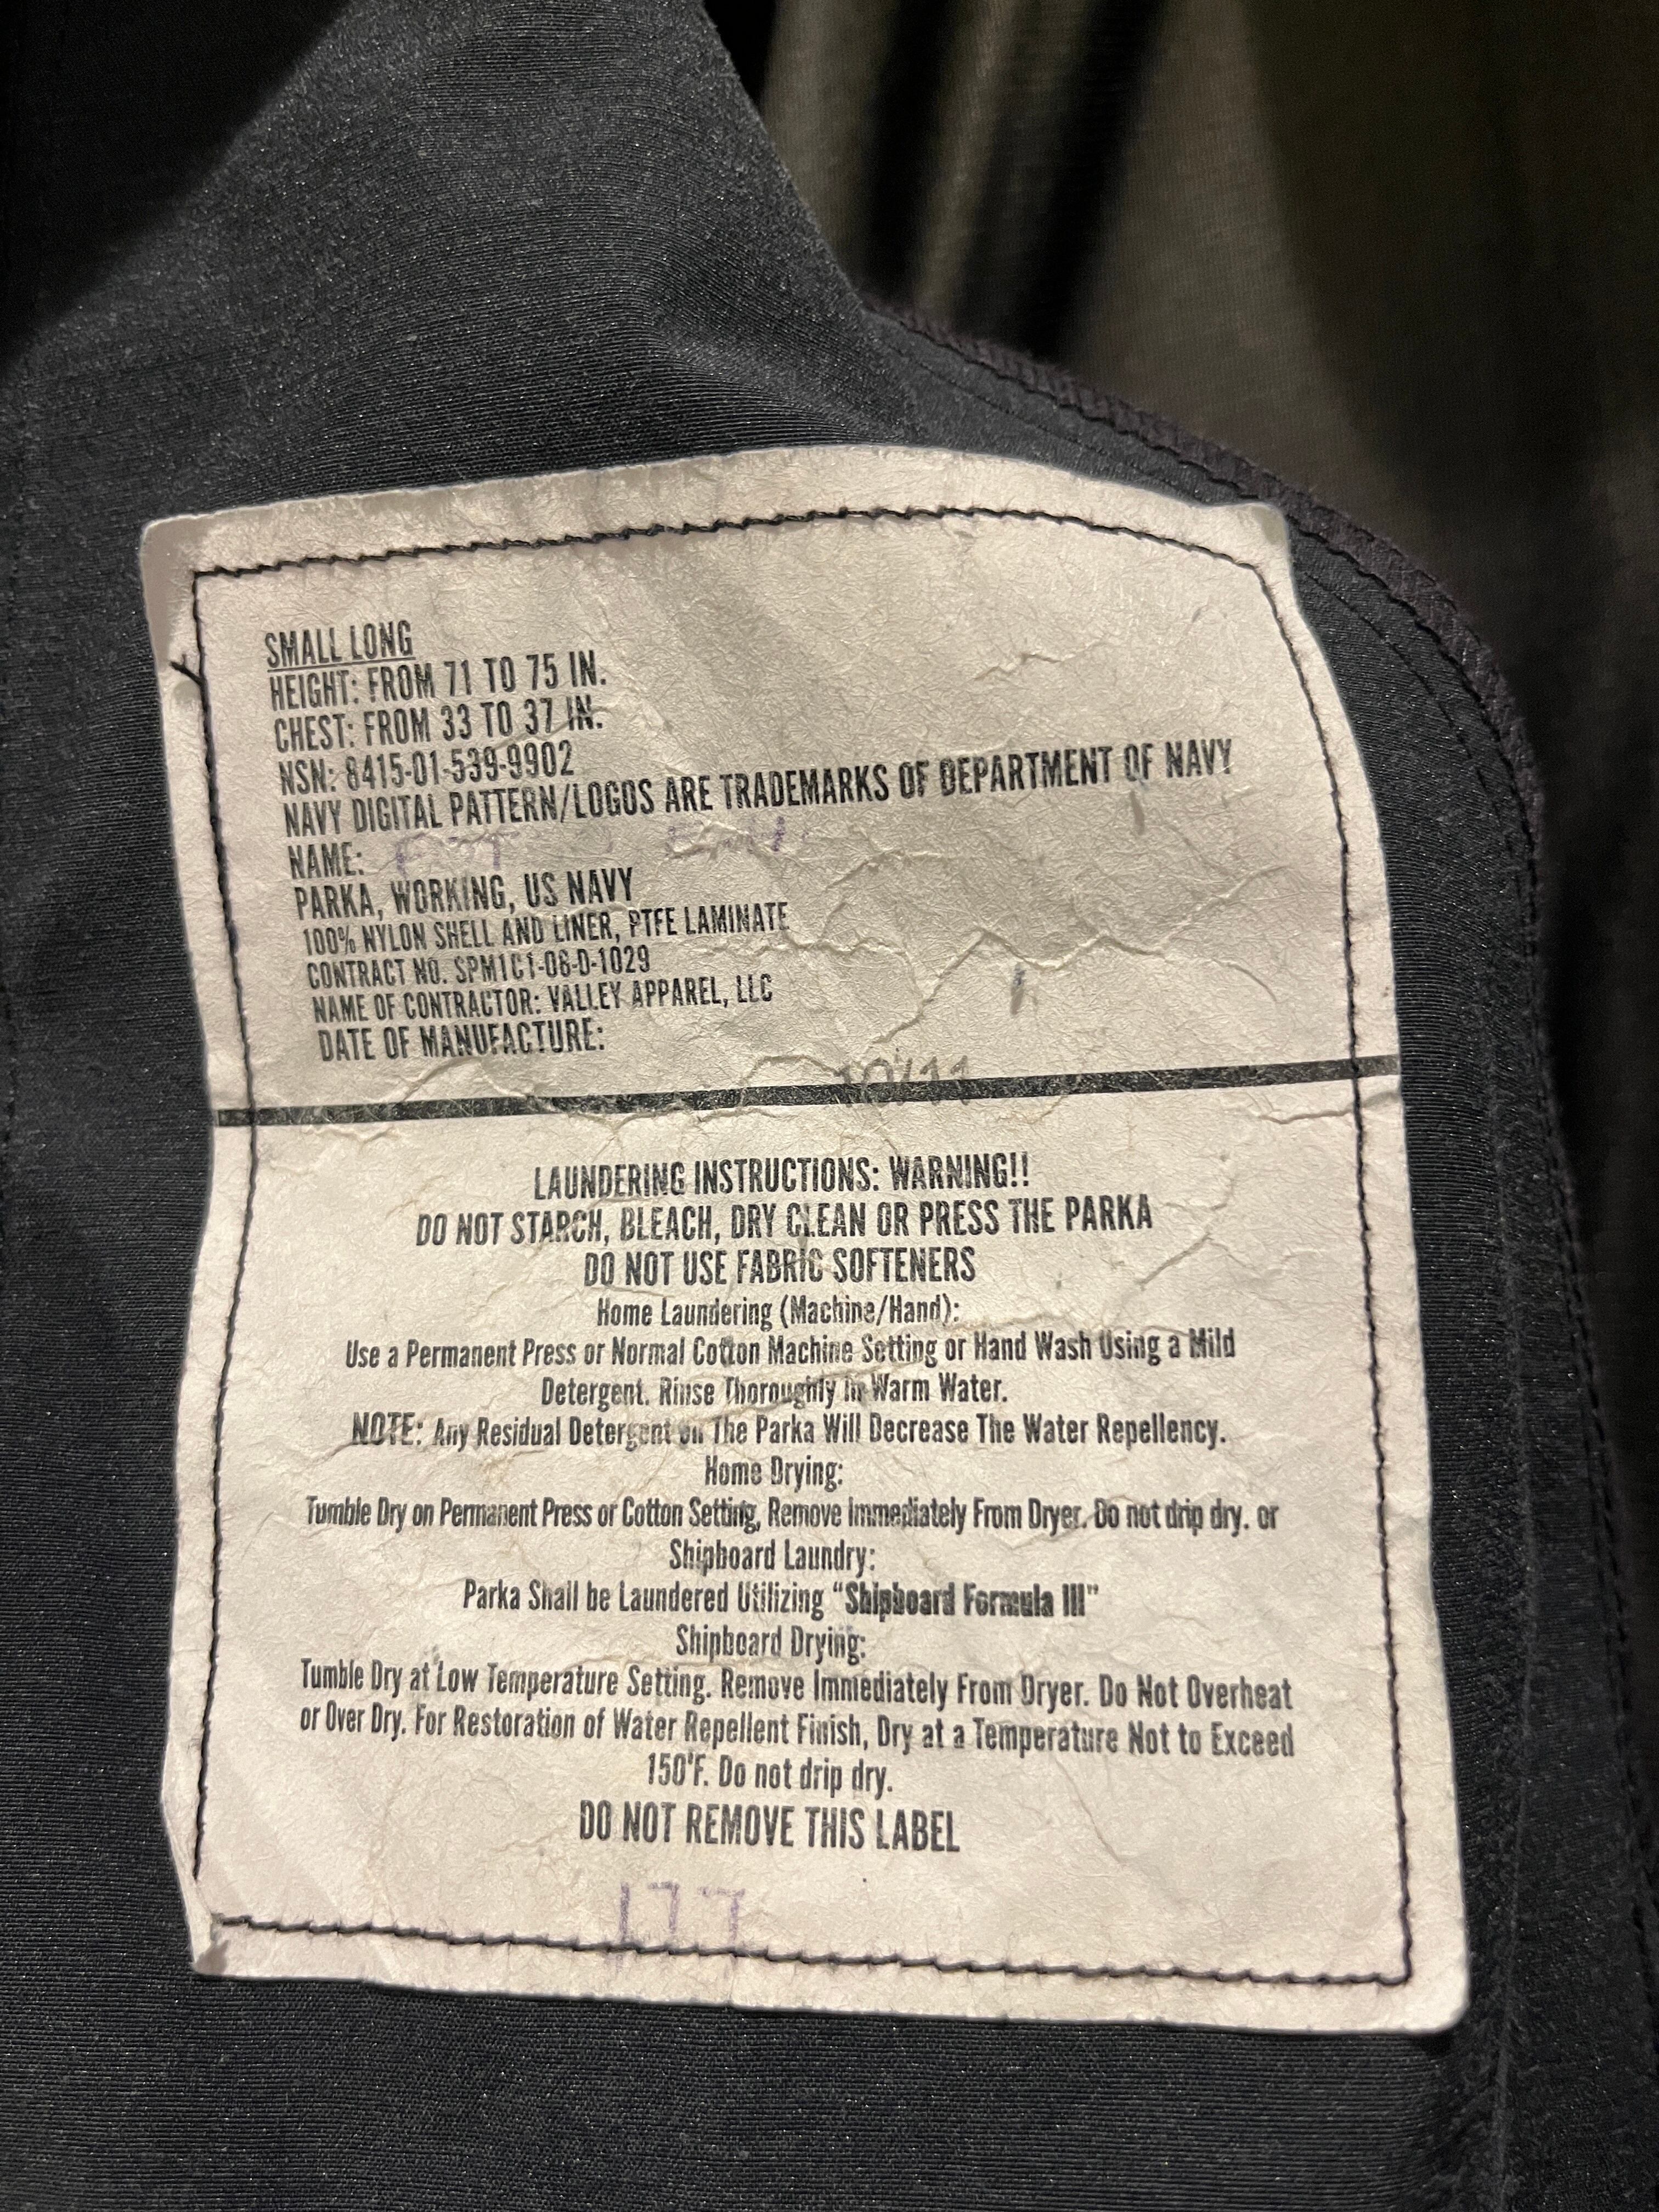 SMALL LONG
HEIGHT: FROM 71 TO 75 IN.
CHEST: FROM 33 TO 37 IN.
NSN: 8415-01-539-9902
NAVY DIGITAL PATTERN/LOGOS ARE TRADEMARKS OF DEPARTMENT OF NAVY
NAME:
PARKA, WORKING, US NAVY
100% NYLON SHELL AND LINER, PTFE LAMINATE
CONTRACT NO. SPM1C1-08-D-1029
NAME OF CONTRACTOR: VALLEY APPAREL, LLC
DATE OF MANUFACTURE:
10/11
LAUNDERING INSTRUCTIONS: WARNING!!
DO NOT STARCH, BLEACH, DRY CLEAN OR PRESS THE PARKA
DO NOT USE FABRIC SOFTENERS
Home Laundering (Machine/Hand):
Use a Permanent Press or Normal Cotton Machine Setting or Hand Wash Using a Mild
Detergent. Rinse Thoroughly in Warm Water.
NOTE: Any Residual Detergent on The Parka Will Decrease The Water Repellency.
Home Drying:
Tumble Dry on Permanent Press or Cotton Setting, Remove Immediately From Dryer. Do not drip dry. or
Shipboard Laundry:
Parka Shall be Laundered Utilizing "Shipboard Formula III"
Shipboard Drying:
Tumble Dry at Low Temperature Setting. Remove Immediately From Dryer. Do Not Overheat
or Over Dry. For Restoration of Water Repellent Finish, Dry at a Temperature Not to Exceed
150°F. Do not drip dry.
DO NOT REMOVE THIS LABEL